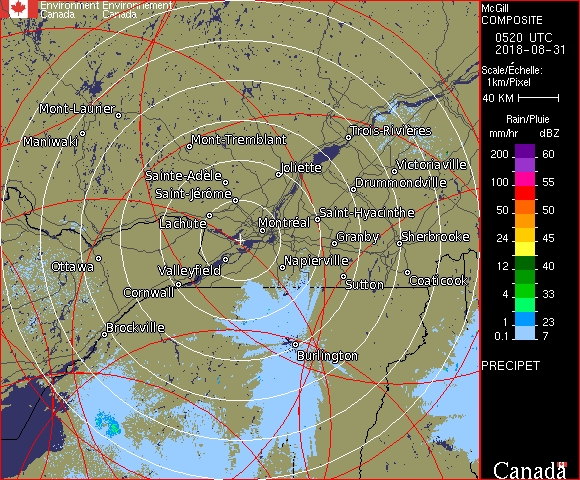 Environment Environnement
Canada Canada
McGill
COMPOSITE
0520 UTC
2018-08-31
Scale/Échelle:
1km/Pixel
40 KM
Rain/Pluie
mm/hr dBZ
200 60
100 55
50 50
24 45
12 40
4 33
2 23
1 23
0.1 7
PRECIPET
Canada
Mont-Laurier
Maniwaki
Mont-Tremblant
Trois-Rivières
Sainte-Adèle
Joliette
Victoriaville
Saint-Jérôme
Drummondville
Lachute
Montréal
Saint-Hyacinthe
Granby
Sherbrooke
Ottawa
Valleyfield
Napierville
Cornwall
Sutton
Coaticook
Brockville
Burlington